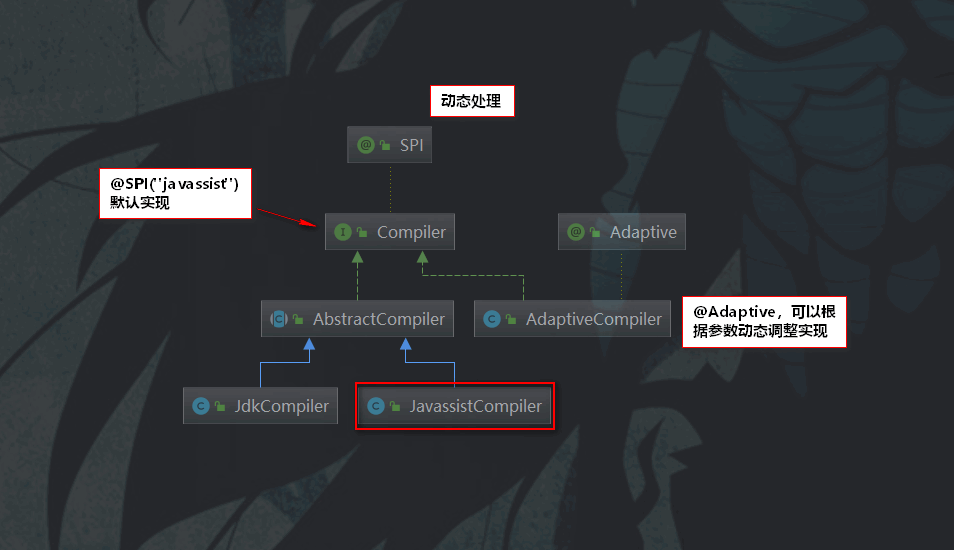 动态处理
@ SPI
@SPI("javassist")
默认实现
I Compiler
@ Adaptive
C AbstractCompiler
C AdaptiveCompiler
@Adaptive，可以根
据参数动态调整实现
C JdkCompiler
C JavassistCompiler